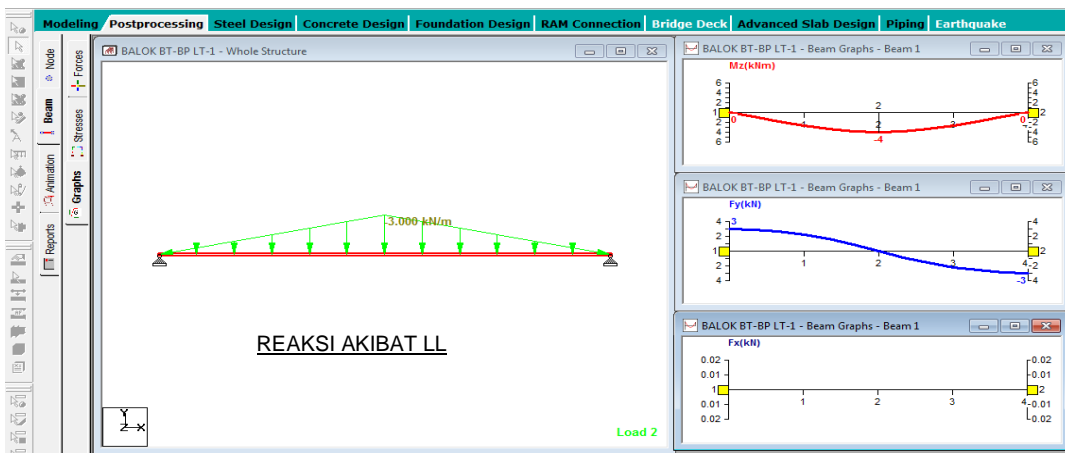 Modeling Postprocessing Steel Design Concrete Design Foundation Design RAM Connection Bridge Deck Advanced Slab Design Piping Earthquake
Node
Beam
Animation
Reports
Forces
Stresses
Graphs
BALOK BT-BP LT-1 - Whole Structure
-3.000 kN/m
REAKSI AKIBAT LL
Y
Z X
Load 2
BALOK BT-BP LT-1 - Beam Graphs - Beam 1
Mz(kNm)
6 6
4 4
2 2 2
1 2
0 1 2 3 0
2 -2
4 -4 4
6 6
BALOK BT-BP LT-1 - Beam Graphs - Beam 1
Fy(kN)
4 3 4
2 2
1 2
1 2 3 4
2 -2
4 -3 4
BALOK BT-BP LT-1 - Beam Graphs - Beam 1
Fx(kN)
0.02 0.02
0.01 0.01
1 2
1 2 3 4
0.01 -0.01
0.02 0.02